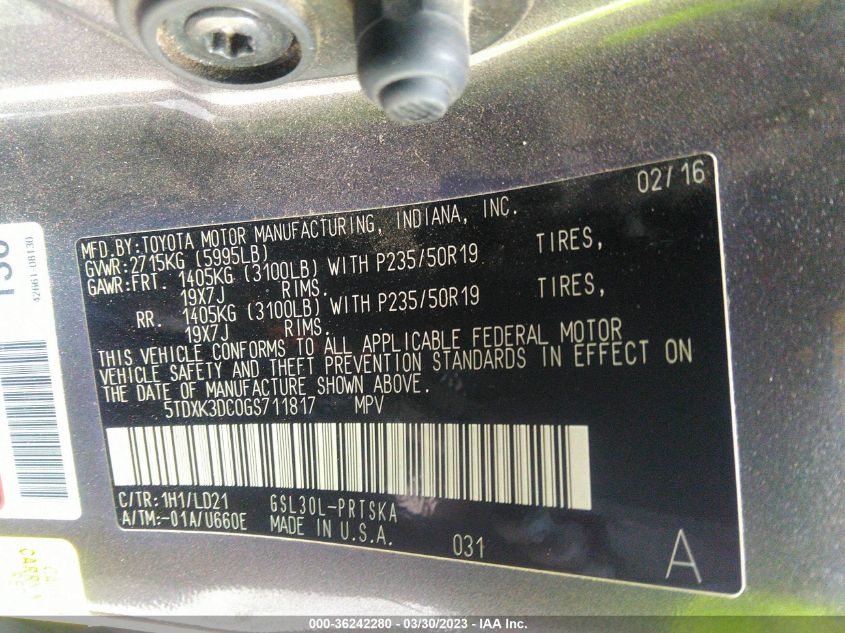 02/16
MFD.BY:TOYOTA MOTOR MANUFACTURING, INDIANA, INC.
GVWR:2715KG (5995LB)
GAWR:FRT. 1405KG (3100LB) WITH P235/50R19 TIRES,
19X7J RIMS.
RR. 1405KG (3100LB) WITH P235/50R19 TIRES,
19X7J RIMS.
THIS VEHICLE CONFORMS TO ALL APPLICABLE FEDERAL MOTOR
VEHICLE SAFETY AND THEFT PREVENTION STANDARDS IN EFFECT ON
THE DATE OF MANUFACTURE SHOWN ABOVE.
5TDXK3DC0GS711817 MPV
C/TR:1H1/LD21 GSL30L-PRTSKA
A/TM:-01A/U660E MADE IN U.S.A.
031
A
42661-08130
000-36242280 - 03/30/2023 - IAA Inc.